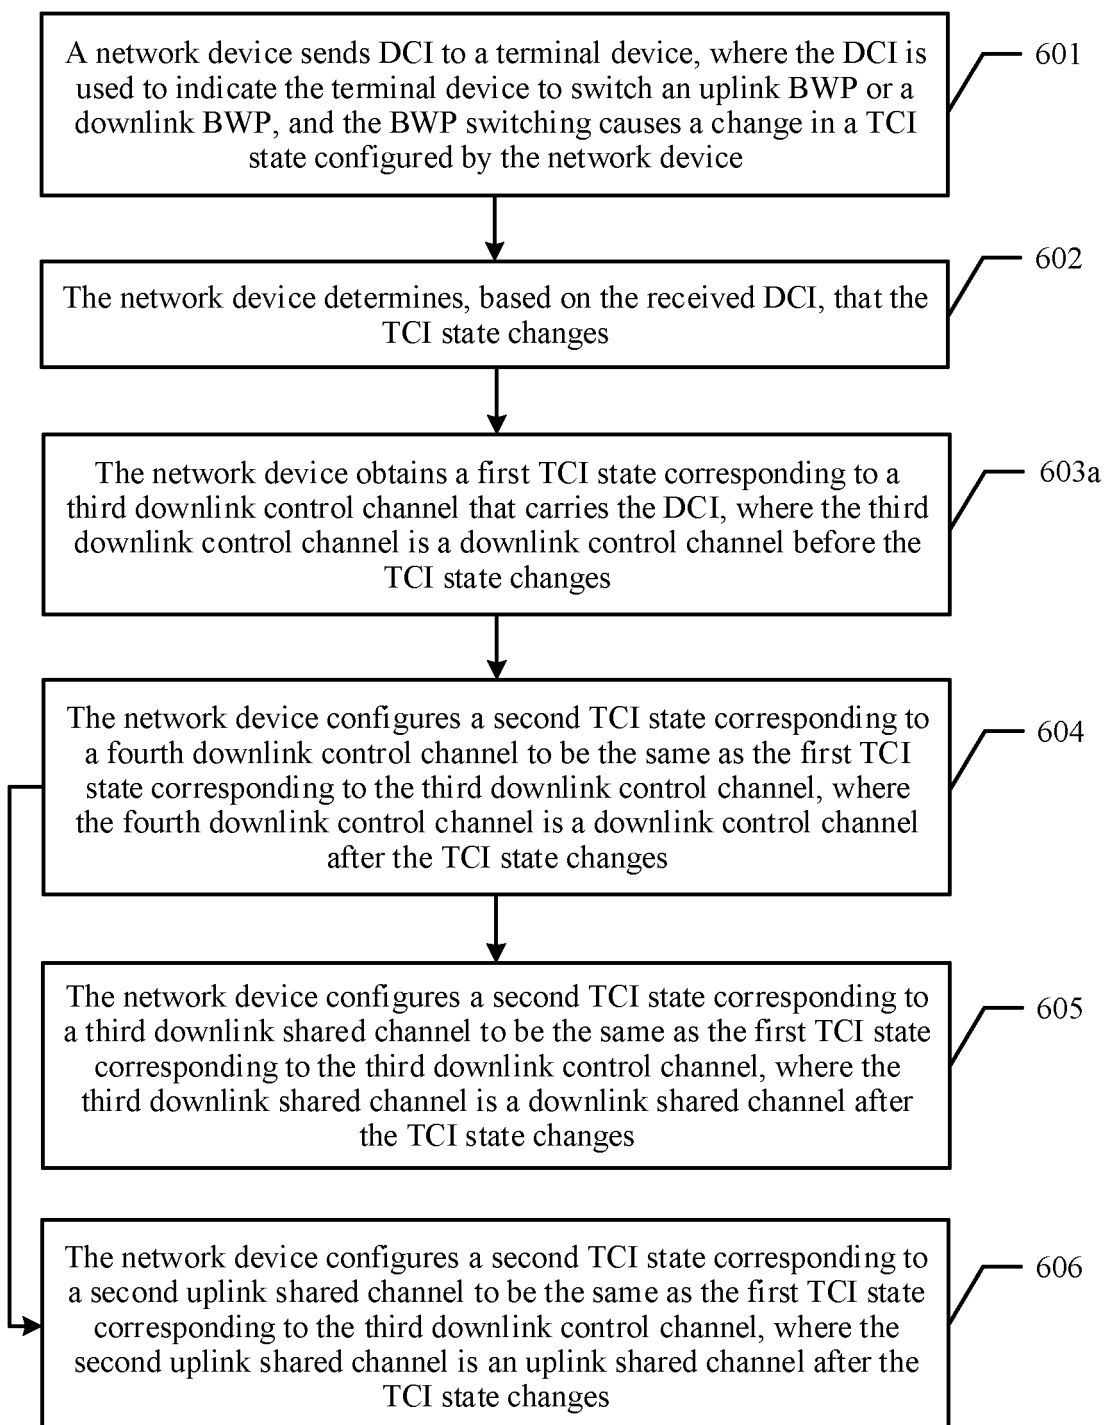 A network device sends DCI to a terminal device, where the DCI is
used to indicate the terminal device to switch an uplink BWP or a
downlink BWP, and the BWP switching causes a change in a TCI
state configured by the network device
601
The network device determines, based on the received DCI, that the
TCI state changes
602
The network device obtains a first TCI state corresponding to a
third downlink control channel that carries the DCI, where the third
downlink control channel is a downlink control channel before the
TCI state changes
603a
The network device configures a second TCI state corresponding to
a fourth downlink control channel to be the same as the first TCI
state corresponding to the third downlink control channel, where
the fourth downlink control channel is a downlink control channel
after the TCI state changes
604
The network device configures a second TCI state corresponding to
a third downlink shared channel to be the same as the first TCI state
corresponding to the third downlink control channel, where the
third downlink shared channel is a downlink shared channel after
the TCI state changes
605
The network device configures a second TCI state corresponding to
a second uplink shared channel to be the same as the first TCI state
corresponding to the third downlink control channel, where the
second uplink shared channel is an uplink shared channel after the
TCI state changes
606